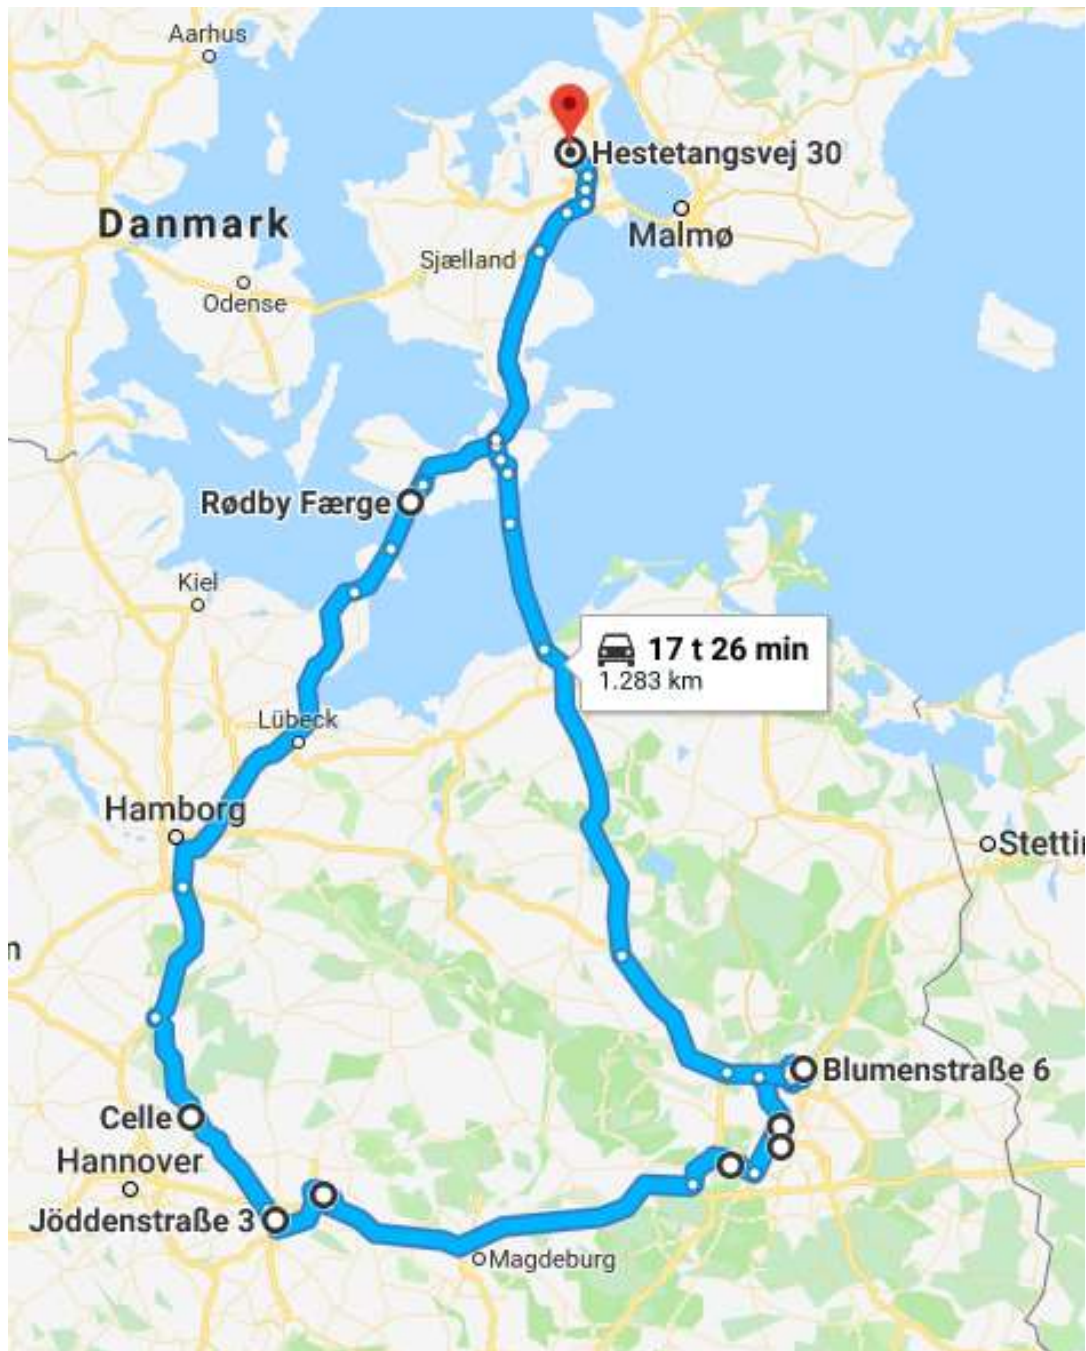 Aarhus
Hestetangsvej 30
Danmark
Malmø
Sjælland
Odense
Rødby Færge
Kiel
17 t 26 min
1.283 km
Lübeck
Hamborg
Stettin
n
Blumenstraße 6
Celle
Hannover
Jöddenstraße 3
Magdeburg